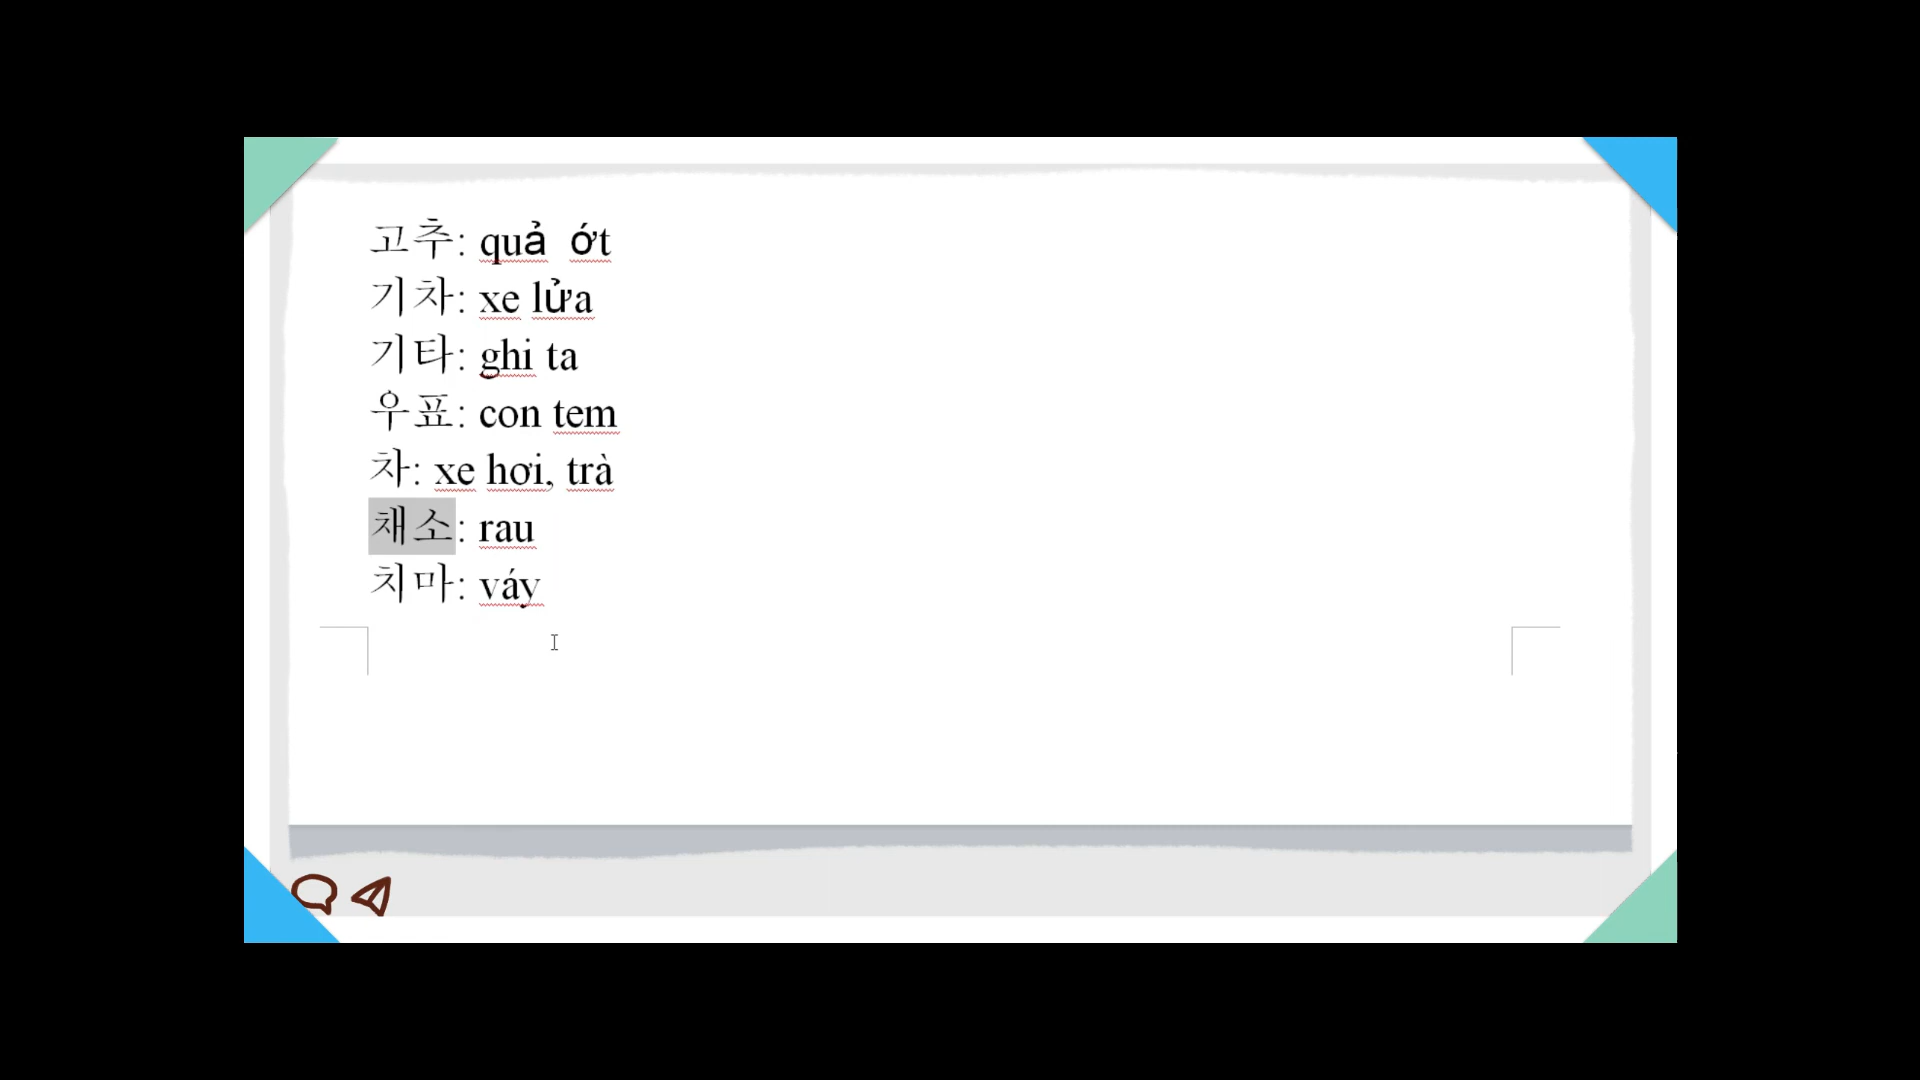 고추: quả ớt
기차: xe lửa
기타: ghi ta
우표: con tem
차: xe hơi, trà
채소: rau
치마: váy